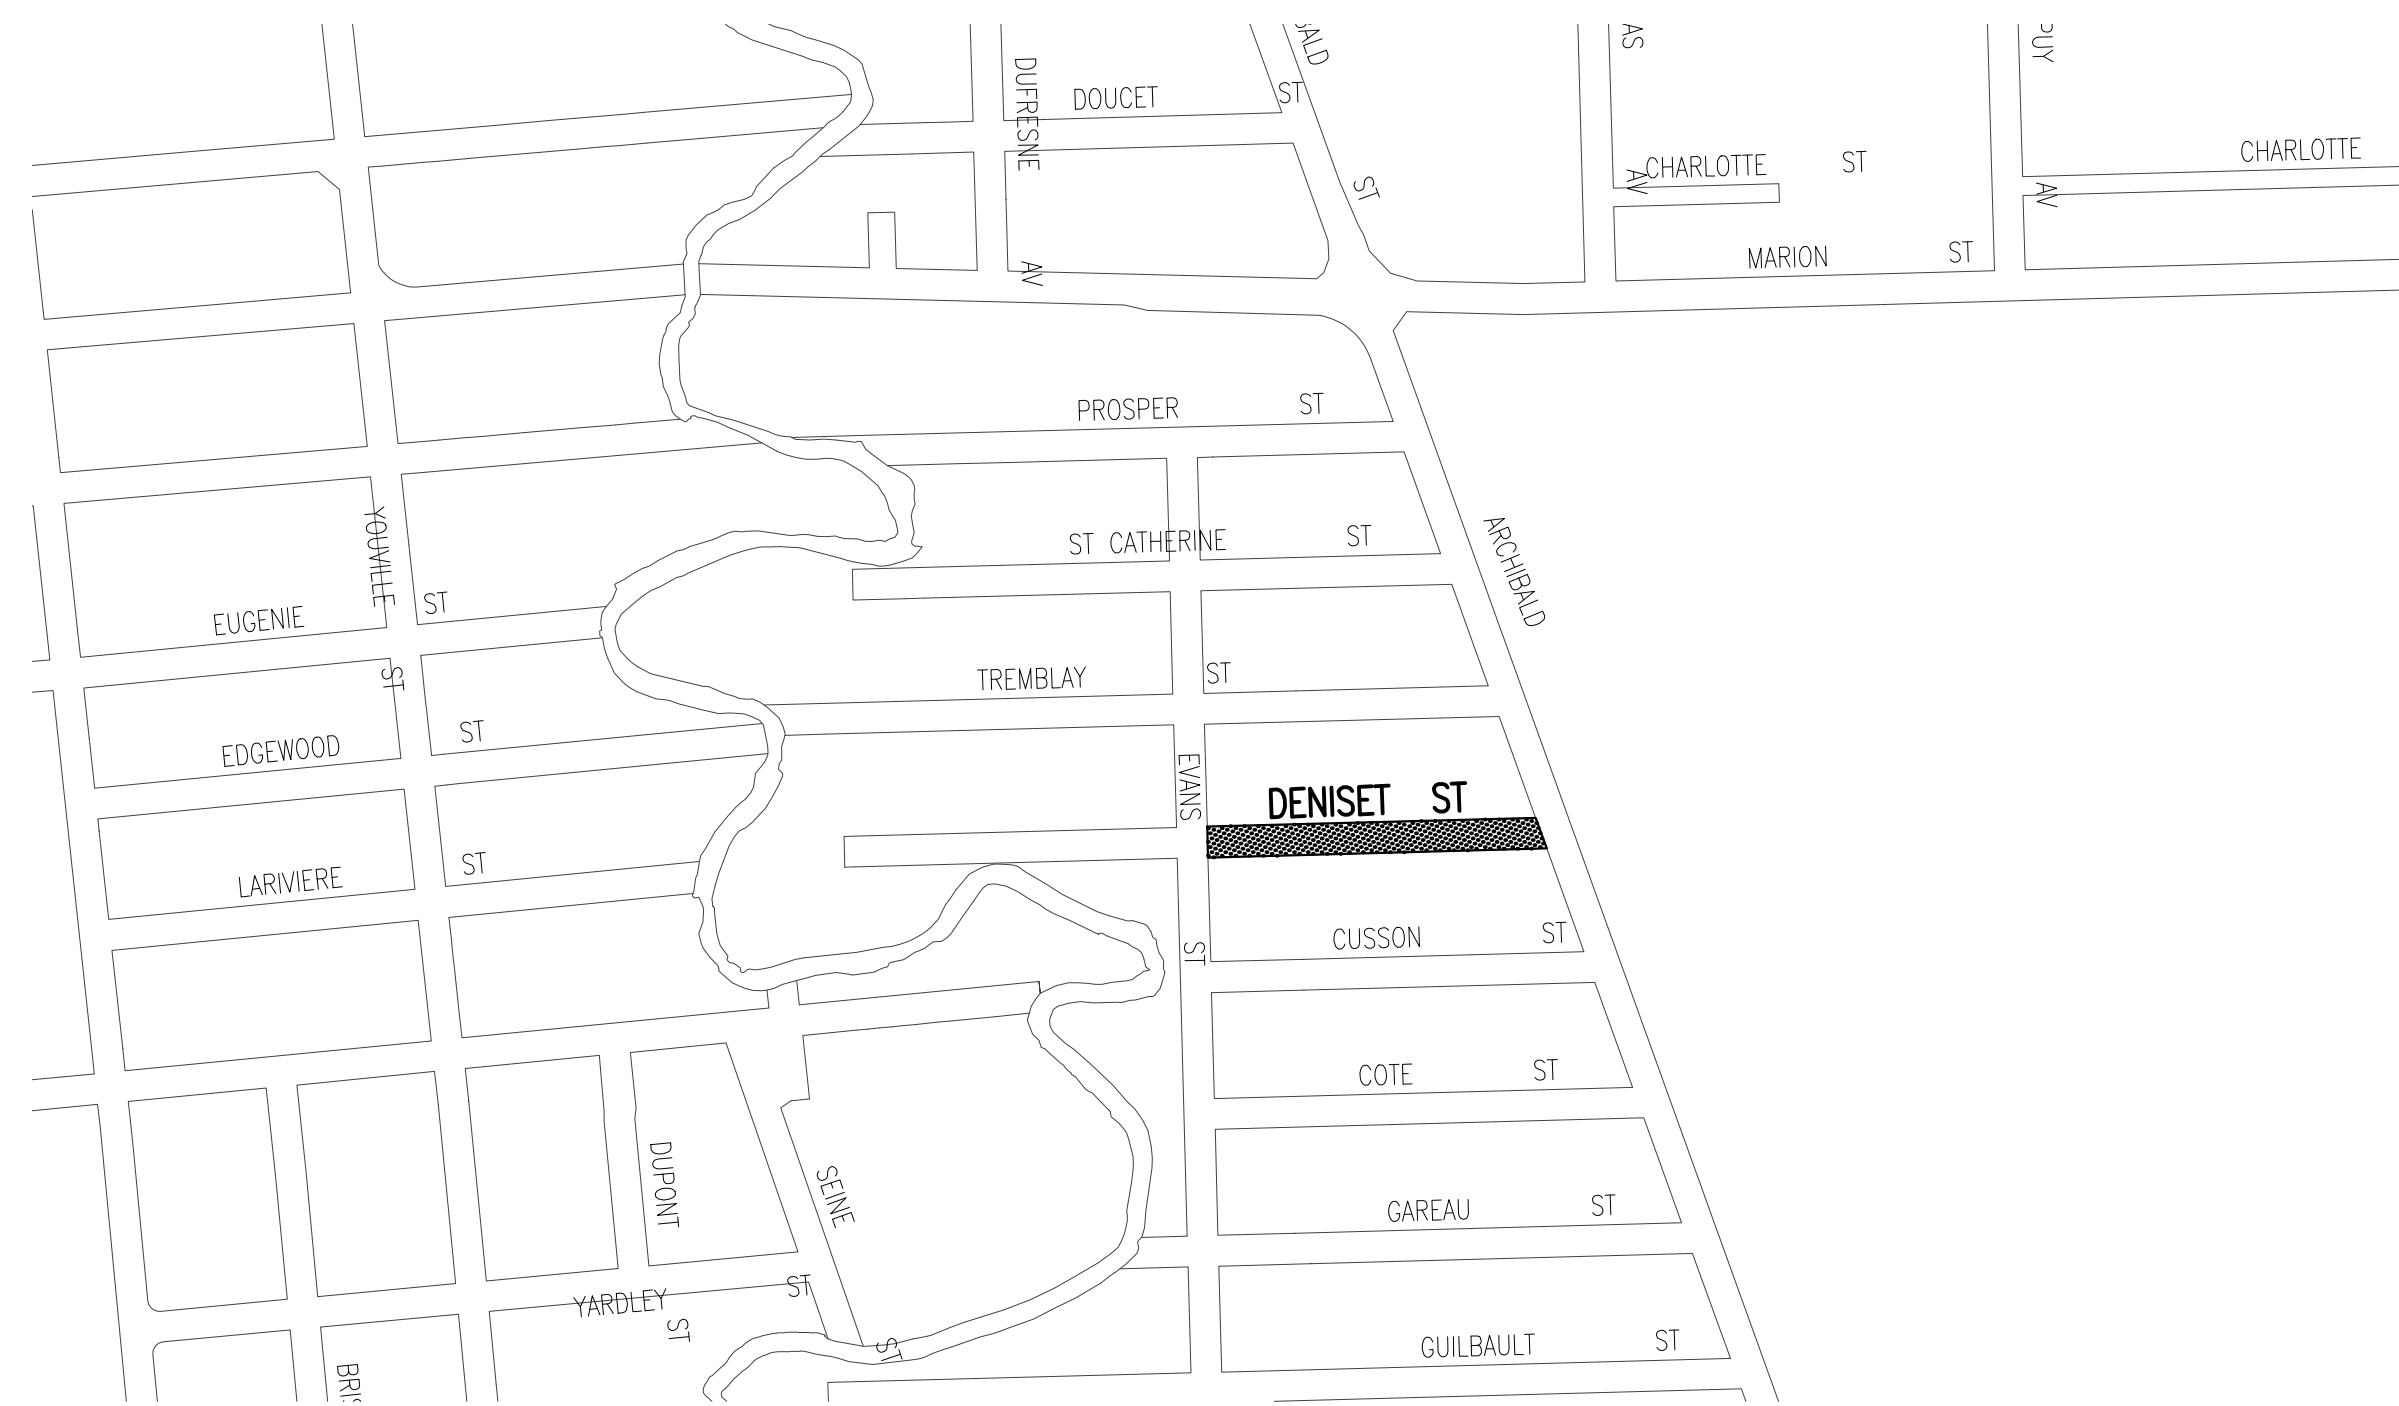 DUFRESNE
AV
DOUCET ST
ST
AV
CHARLOTTE ST
AV
CHARLOTTE
MARION ST
PROSPER ST
YOUVILLE
ST
ST CATHERINE ST
ARCHIBALD
EUGENIE ST
TREMBLAY ST
EDGEWOOD ST
EVANS
ST
DENISET ST
LARIVIERE ST
CUSSON ST
COTE ST
DUPONT
ST
SEINE
ST
GAREAU ST
YARDLEY ST
GUILBAULT ST